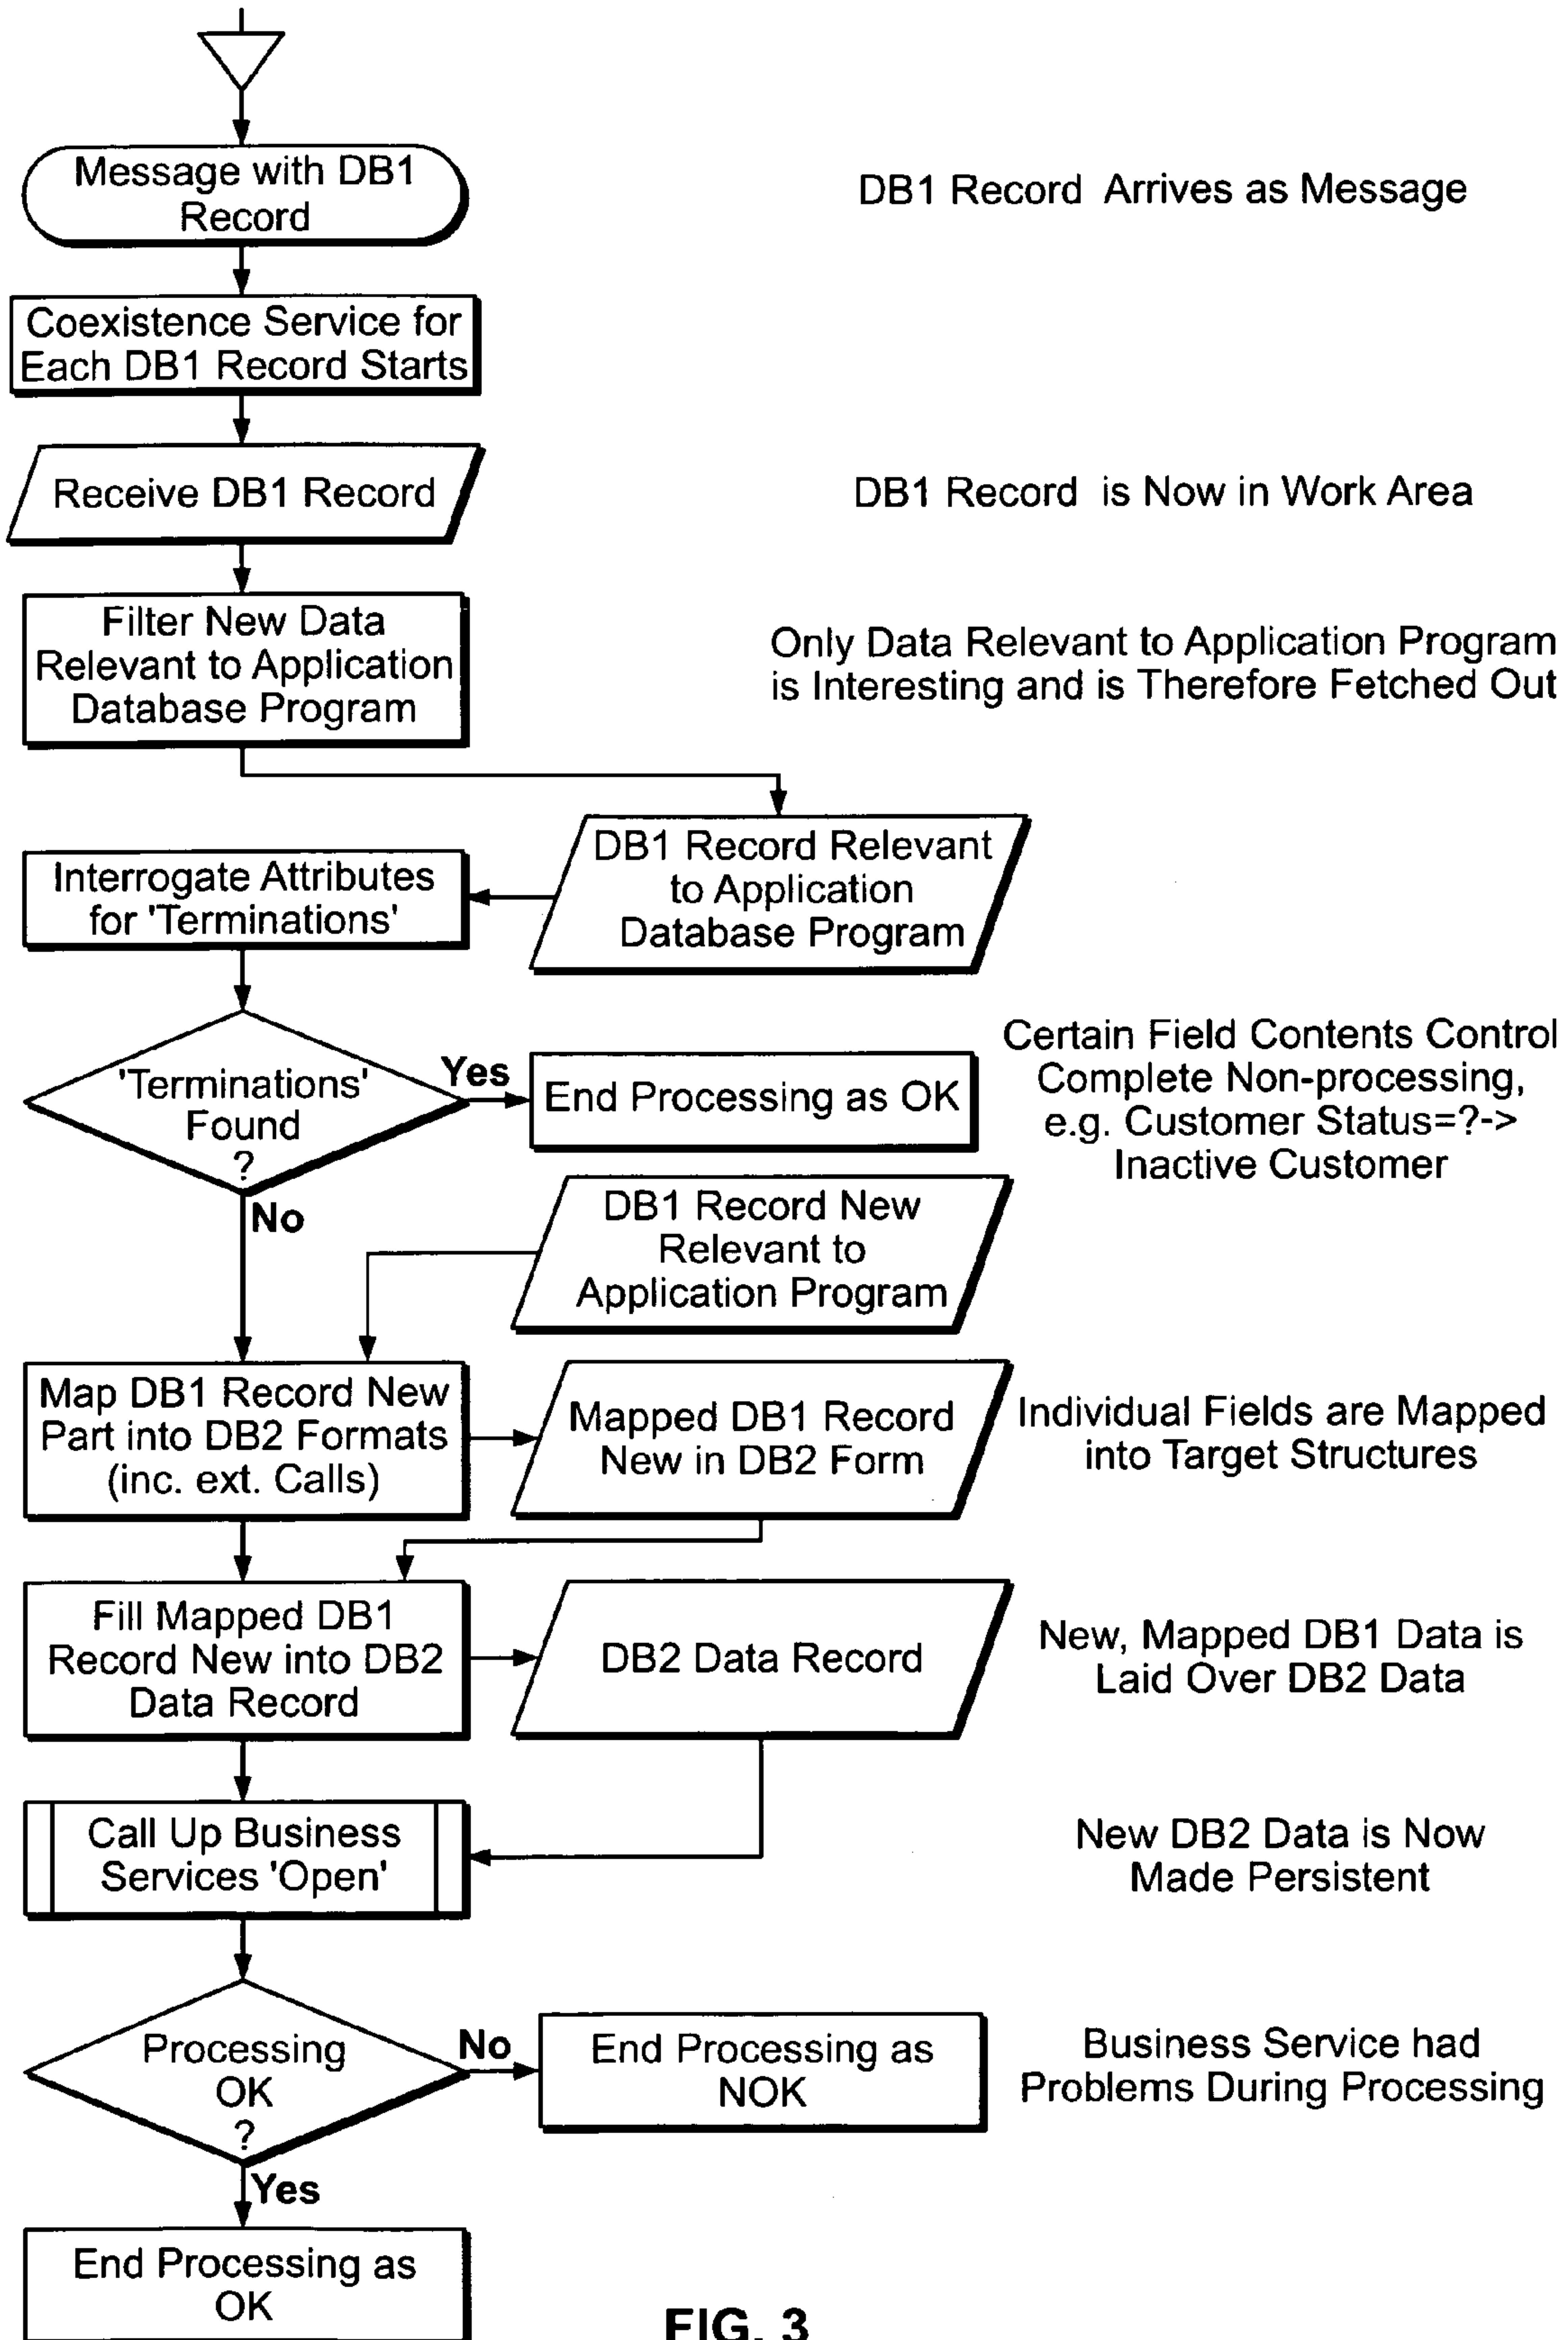 Message with DB1
Record
DB1 Record Arrives as Message
Coexistence Service for
Each DB1 Record Starts
Receive DB1 Record
DB1 Record is Now in Work Area
Filter New Data
Relevant to Application
Database Program
Only Data Relevant to Application Program
is Interesting and is Therefore Fetched Out
DB1 Record Relevant
to Application
Database Program
Interrogate Attributes
for 'Terminations'
'Terminations'
Found
?
Yes
No
End Processing as OK
Certain Field Contents Control
Complete Non-processing,
e.g. Customer Status=?->
Inactive Customer
DB1 Record New
Relevant to
Application Program
Map DB1 Record New
Part into DB2 Formats
(inc. ext. Calls)
Mapped DB1 Record
New in DB2 Form
Individual Fields are Mapped
into Target Structures
Fill Mapped DB1
Record New into DB2
Data Record
DB2 Data Record
New, Mapped DB1 Data is
Laid Over DB2 Data
Call Up Business
Services 'Open'
New DB2 Data is Now
Made Persistent
Processing
OK
?
No
Yes
End Processing as
NOK
Business Service had
Problems During Processing
End Processing as
OK
FIG. 3